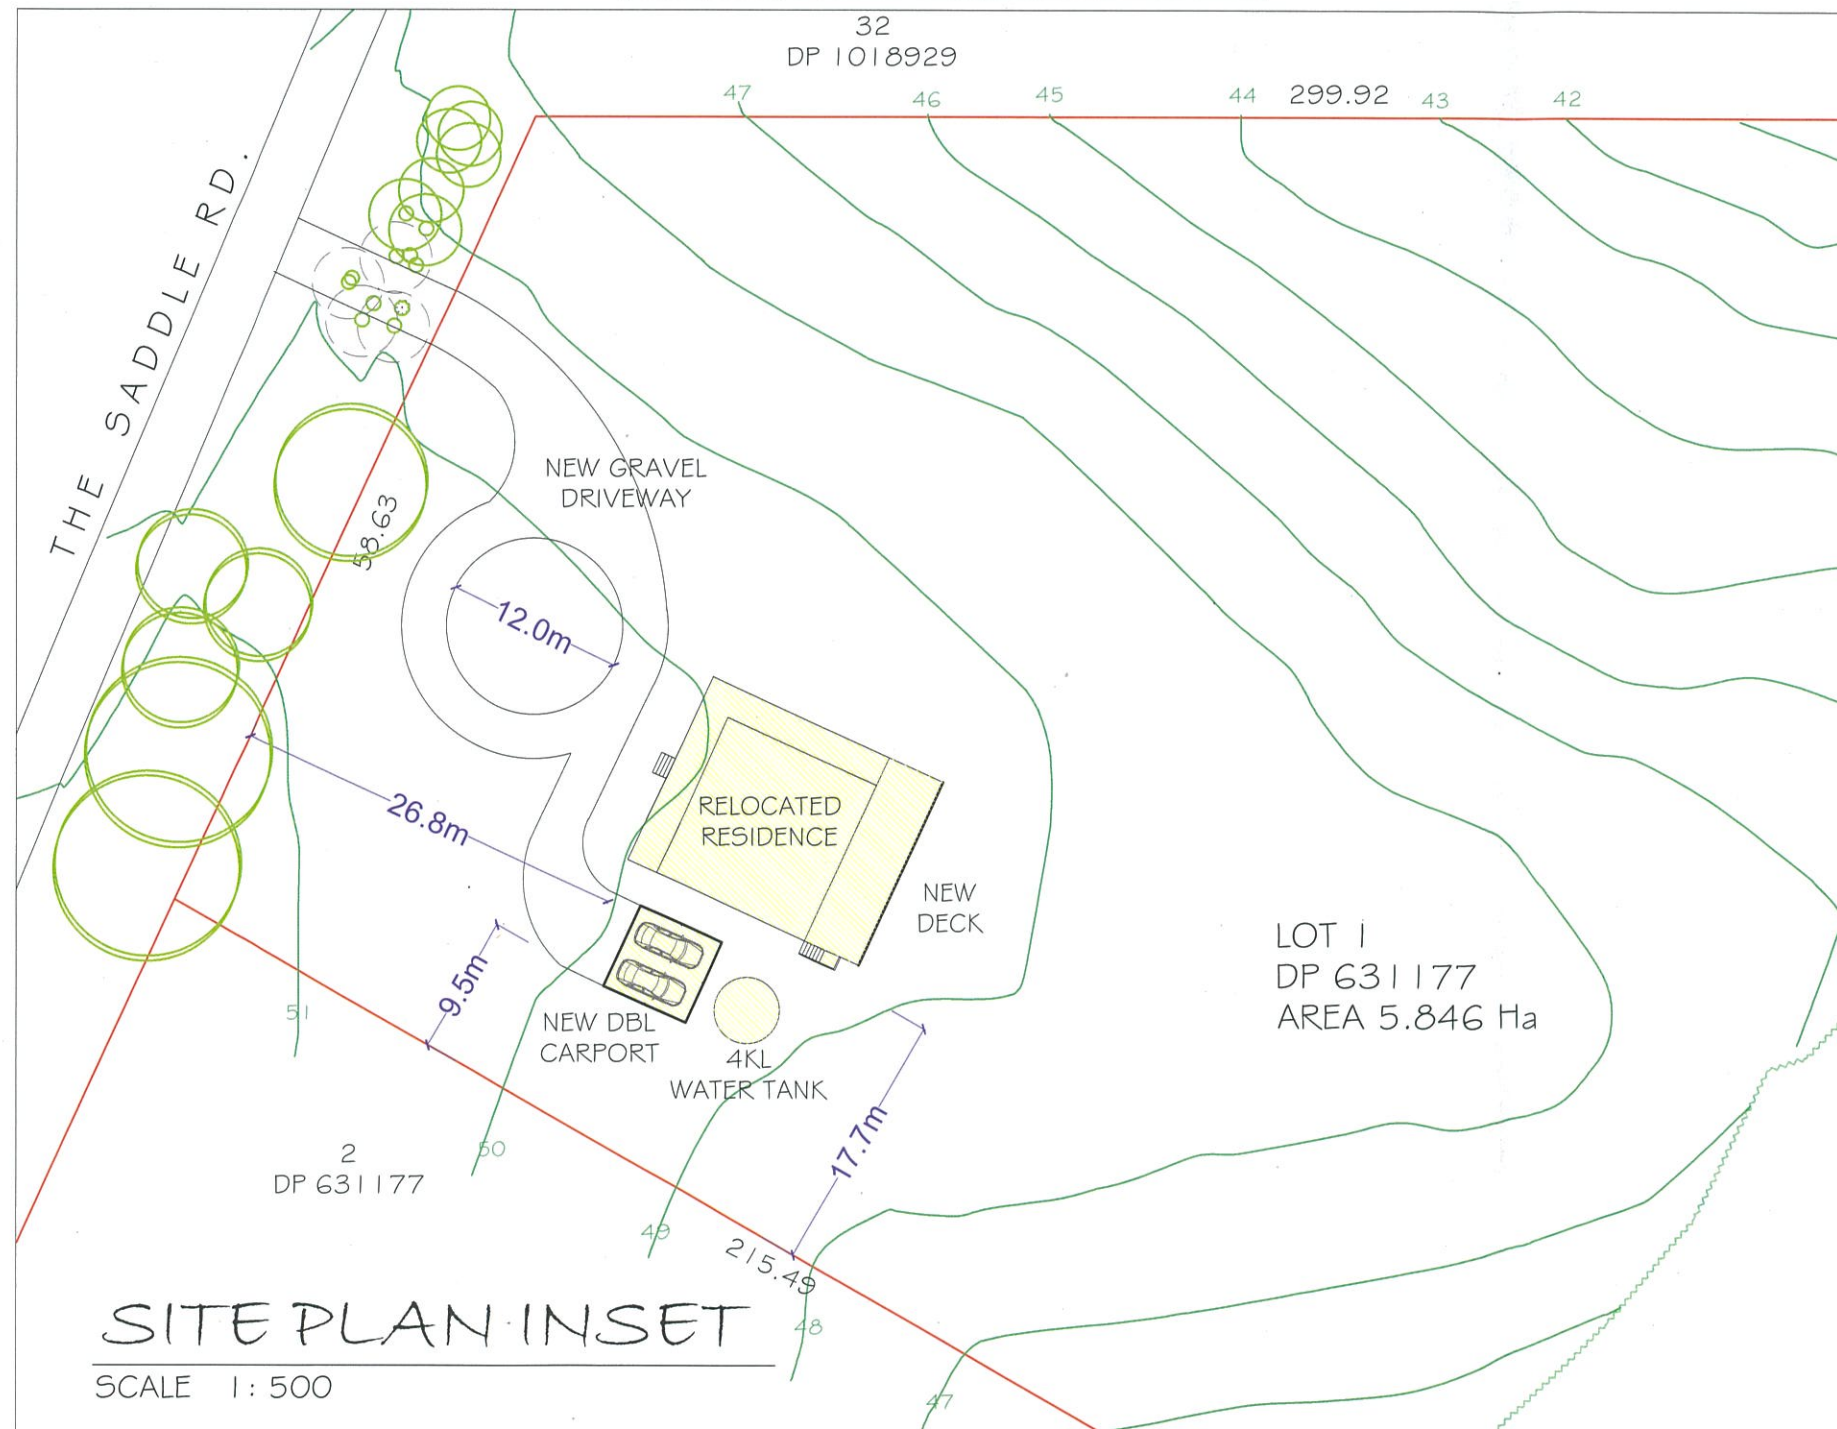 32
DP 1018929
47
46
45
44
299.92
43
42
THE SADDLE RD.
NEW GRAVEL
DRIVEWAY
58.63
12.0m
26.8m
RELOCATED
RESIDENCE
NEW
DECK
9.5m
LOT 1
DP 631177
AREA 5.846 Ha
51
NEW DBL
CARPORT
4KL
WATER TANK
17.7m
50
2
DP 631177
49
215.49
48
47
SITE PLAN INSET
SCALE 1:500